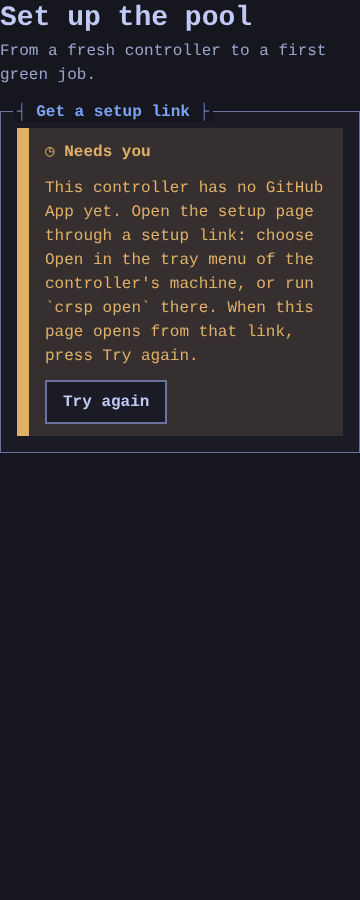 Set up the pool
From a fresh controller to a first
green job.
┤ Get a setup link ├
◷ Needs you
This controller has no GitHub
App yet. Open the setup page
through a setup link: choose
Open in the tray menu of the
controller's machine, or run
`crsp open` there. When this
page opens from that link,
press Try again.
Try again